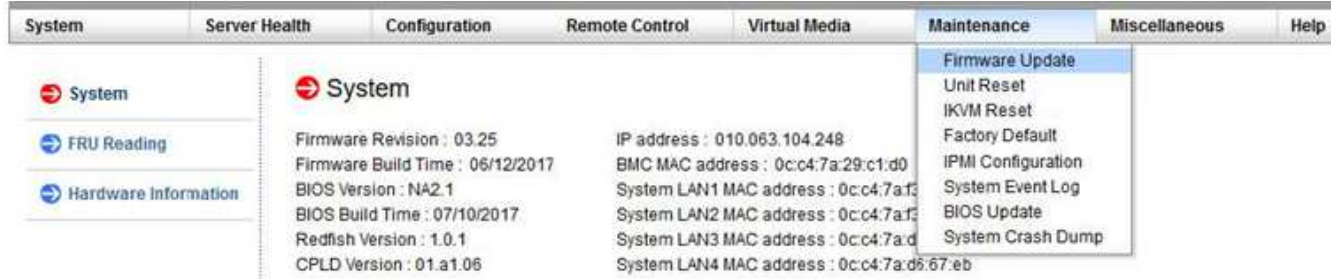 System Server Health Configuration Remote Control Virtual Media Maintenance Miscellaneous Help
Firmware Update
Unit Reset
IKVM Reset
Factory Default
IPMI Configuration
System Event Log
BIOS Update
System Crash Dump
System
FRU Reading
Hardware Information
System
Firmware Revision : 03.25
Firmware Build Time : 06/12/2017
BIOS Version : NA2.1
BIOS Build Time : 07/10/2017
Redfish Version : 1.0.1
CPLD Version : 01.a1.06
IP address : 010.063.104.248
BMC MAC address : 0c:c4:7a:29:c1:d0
System LAN1 MAC address : 0c:c4:7a:f3
System LAN2 MAC address : 0c:c4:7a:f3
System LAN3 MAC address : 0c:c4:7a:d
System LAN4 MAC address : 0c:c4:7a:d6:67:eb